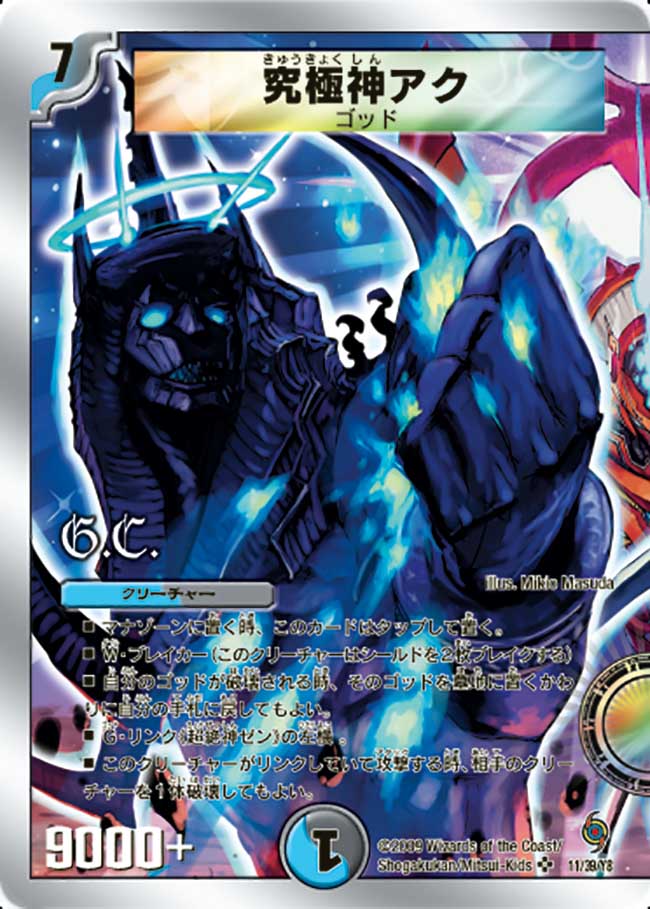 7
きゅうきょくしん
究極神アク
ゴッド
G.C.
クリーチャー
illus. Mikio Masuda
■ マナゾーンに置く時、このカードはタップして置く。
■ W・ブレイカー(このクリーチャーはシールドを2枚ブレイクする)
■ 自分のゴッドが破壊される時、そのゴッドを墓地に置くかわ
りに自分の手札に戻してもよい。
■ G・リンク《超絶神ゼン》の左側。
■ このクリーチャーがリンクしていて攻撃する時、相手のクリー
チャーを1体破壊してもよい。
9000+
1
©2009 Wizards of the Coast/
Shogakukan/Mitsui-Kids
11/39/Y8